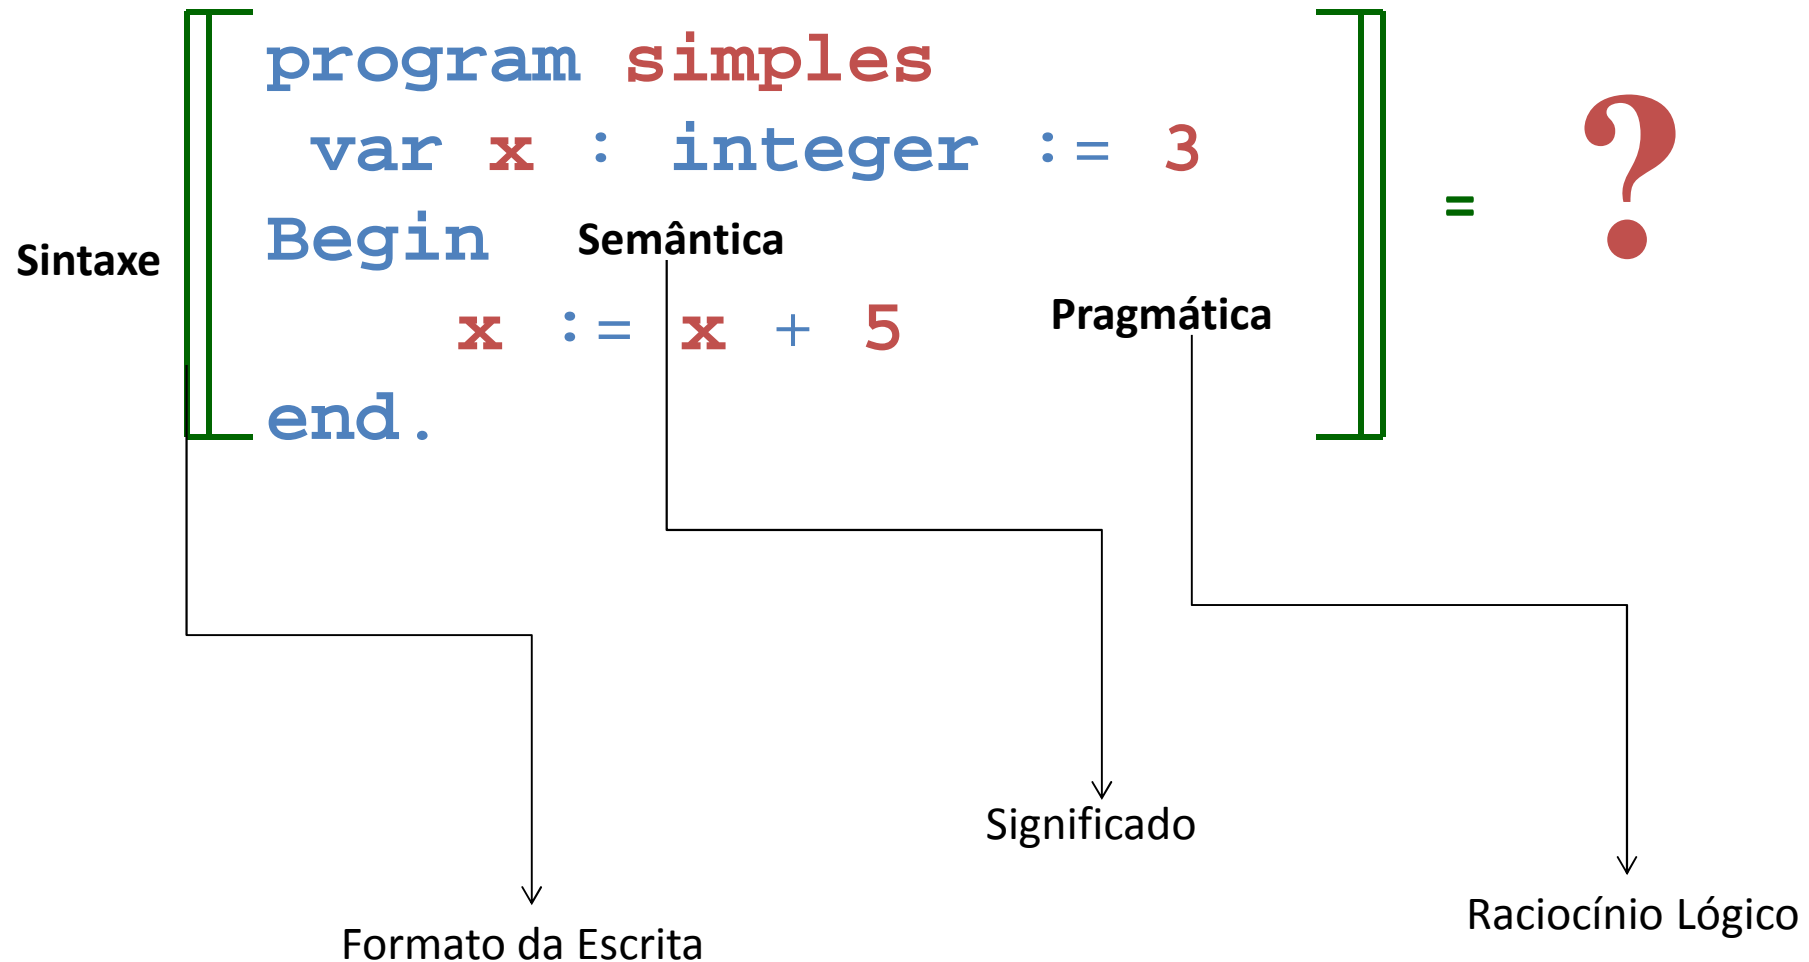 program simples
var x : integer := 3
Begin
x := x + 5
end.
= ?
Sintaxe
Semântica
Pragmática
Significado
Raciocínio Lógico
Formato da Escrita